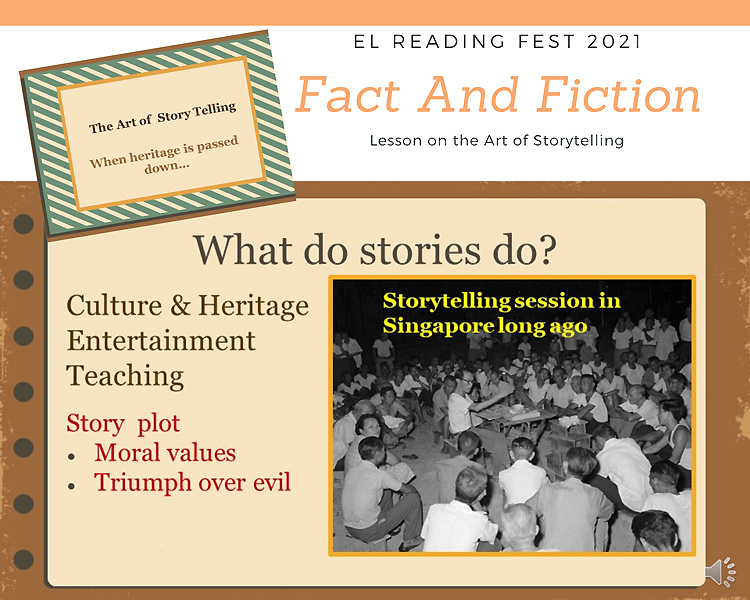 EL READING FEST 2021
Fact And Fiction
Lesson on the Art of Storytelling
The Art of Story Telling
When heritage is passed
down...
What do stories do?
Culture & Heritage
Entertainment
Teaching
Story plot
• Moral values
• Triumph over evil
Storytelling session in
Singapore long ago